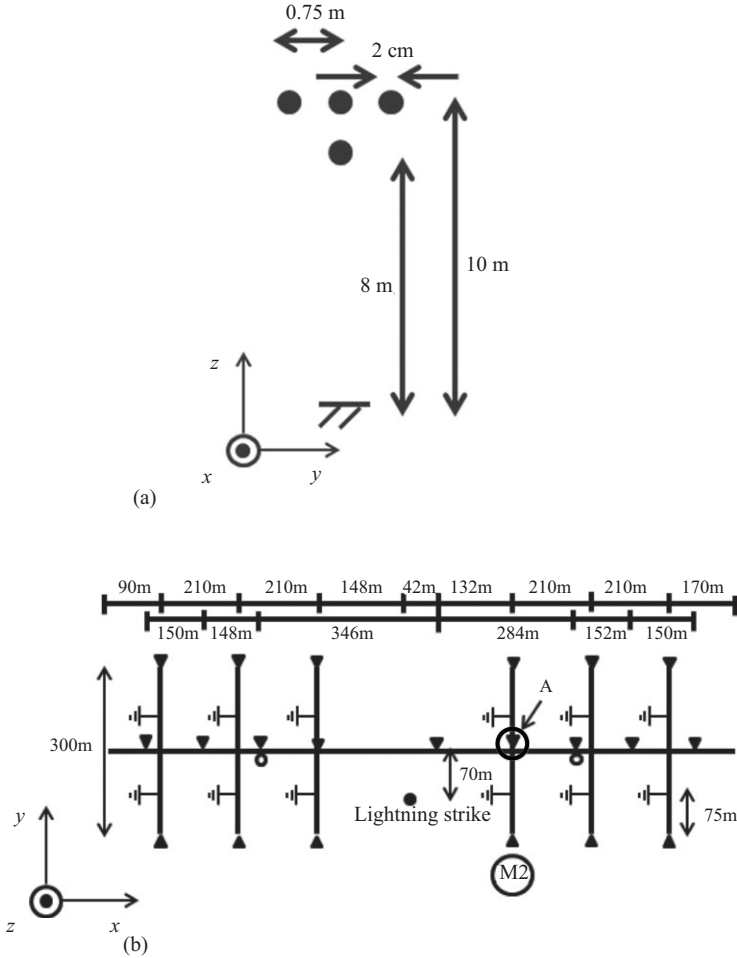 0.75 m
2 cm
10 m
8 m
z
x
y
(a)
90m 210m 210m 148m 42m 132m 210m 210m 170m
150m 148m 346m 284m 152m 150m
A
300m
70m
Lightning strike
75m
y
M2
z
x
(b)